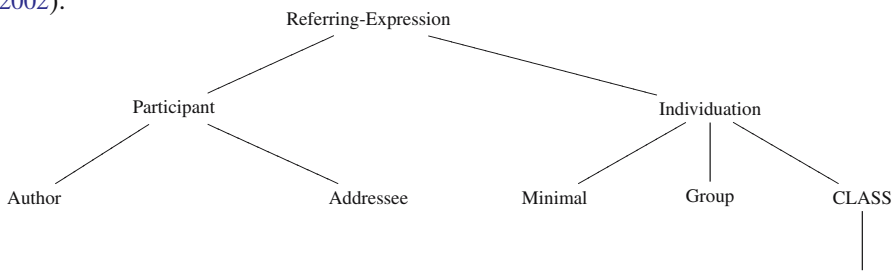 2002).
Referring-Expression
Participant Individuation
Author Addressee Minimal Group CLASS